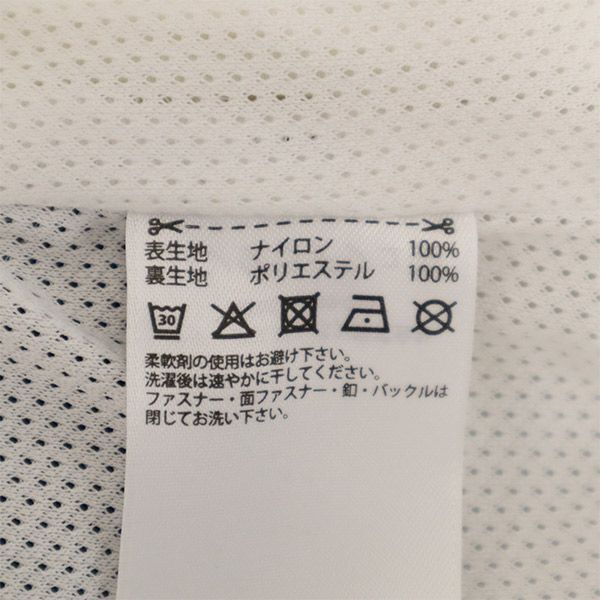 表生地 ナイロン 100%
裏生地 ポリエステル 100%
30
柔軟剤の使用はお避け下さい。
洗濯後は速やかに干してください。
ファスナー・面ファスナー・釦・バックルは
閉じてお洗い下さい。